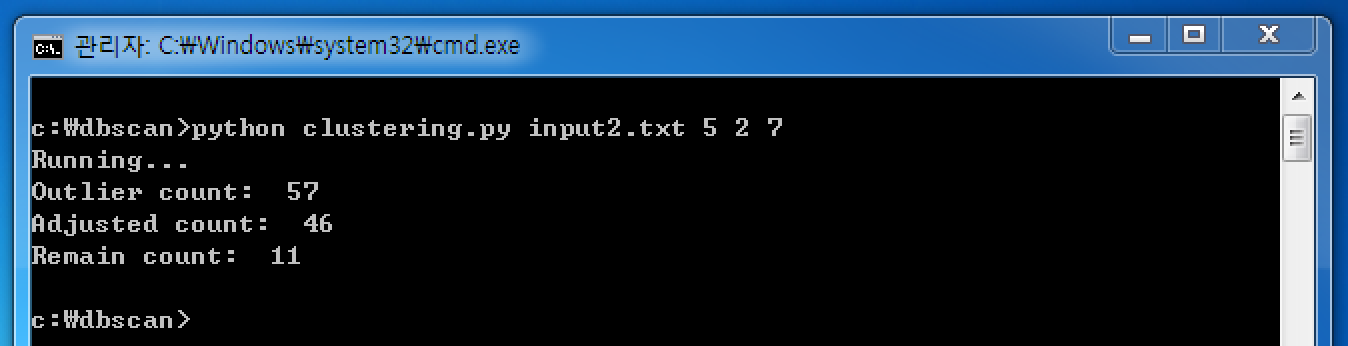 관리자: C:₩Windows₩system32₩cmd.exe
c:₩dbscan>python clustering.py input2.txt 5 2 7
Running...
Outlier count:  57
Adjusted count:  46
Remain count:  11
c:₩dbscan>